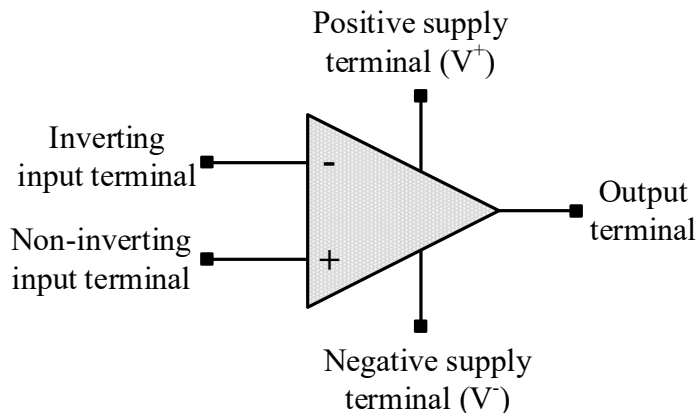 Positive supply
terminal (V⁺)
Inverting
input terminal
-
Non-inverting
input terminal
+
Output
terminal
Negative supply
terminal (V⁻)